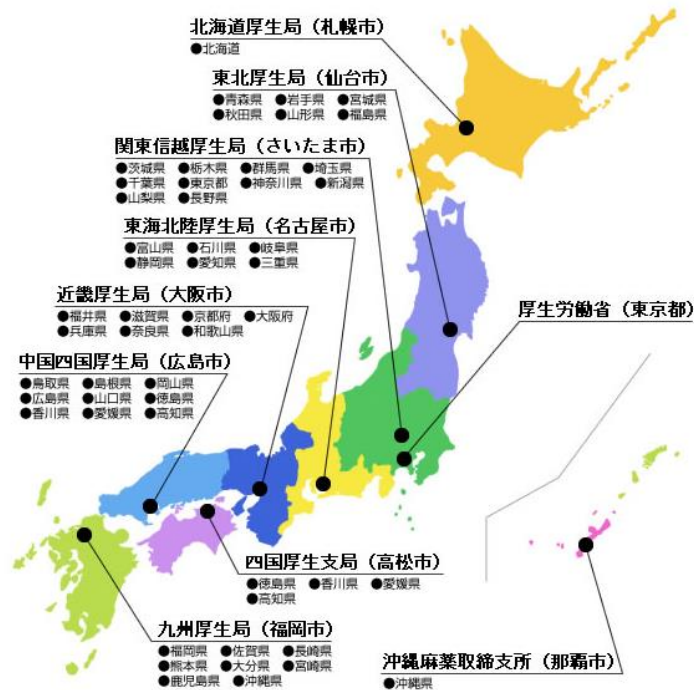 北海道厚生局（札幌市）
●北海道
東北厚生局（仙台市）
●青森県 ●岩手県 ●宮城県
●秋田県 ●山形県 ●福島県
関東信越厚生局（さいたま市）
●茨城県 ●栃木県 ●群馬県 ●埼玉県
●千葉県 ●東京都 ●神奈川県 ●新潟県
●山梨県 ●長野県
東海北陸厚生局（名古屋市）
●富山県 ●石川県 ●岐阜県
●静岡県 ●愛知県 ●三重県
近畿厚生局（大阪市）
●福井県 ●滋賀県 ●京都府 ●大阪府
●兵庫県 ●奈良県 ●和歌山県
厚生労働省（東京都）
中国四国厚生局（広島市）
●鳥取県 ●島根県 ●岡山県
●広島県 ●山口県 ●徳島県
●香川県 ●愛媛県 ●高知県
四国厚生支局（高松市）
●徳島県 ●香川県 ●愛媛県
●高知県
九州厚生局（福岡市）
●福岡県 ●佐賀県 ●長崎県
●熊本県 ●大分県 ●宮崎県
●鹿児島県 ●沖縄県
沖縄麻薬取締支所（那覇市）
●沖縄県